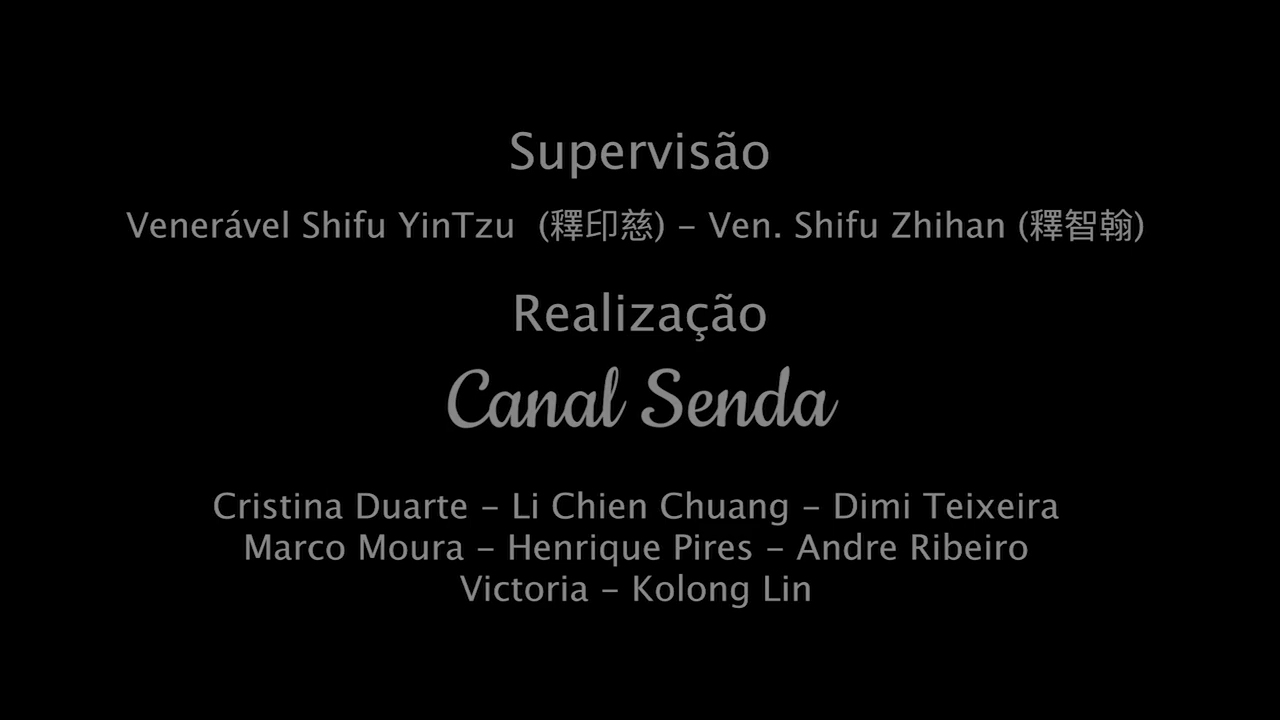 Supervisão
Venerável Shifu YinTzu (釋印慈) – Ven. Shifu Zhihan (釋智翰)
Realização
Canal Senda
Cristina Duarte – Li Chien Chuang – Dimi Teixeira
Marco Moura – Henrique Pires – Andre Ribeiro
Victoria – Kolong Lin